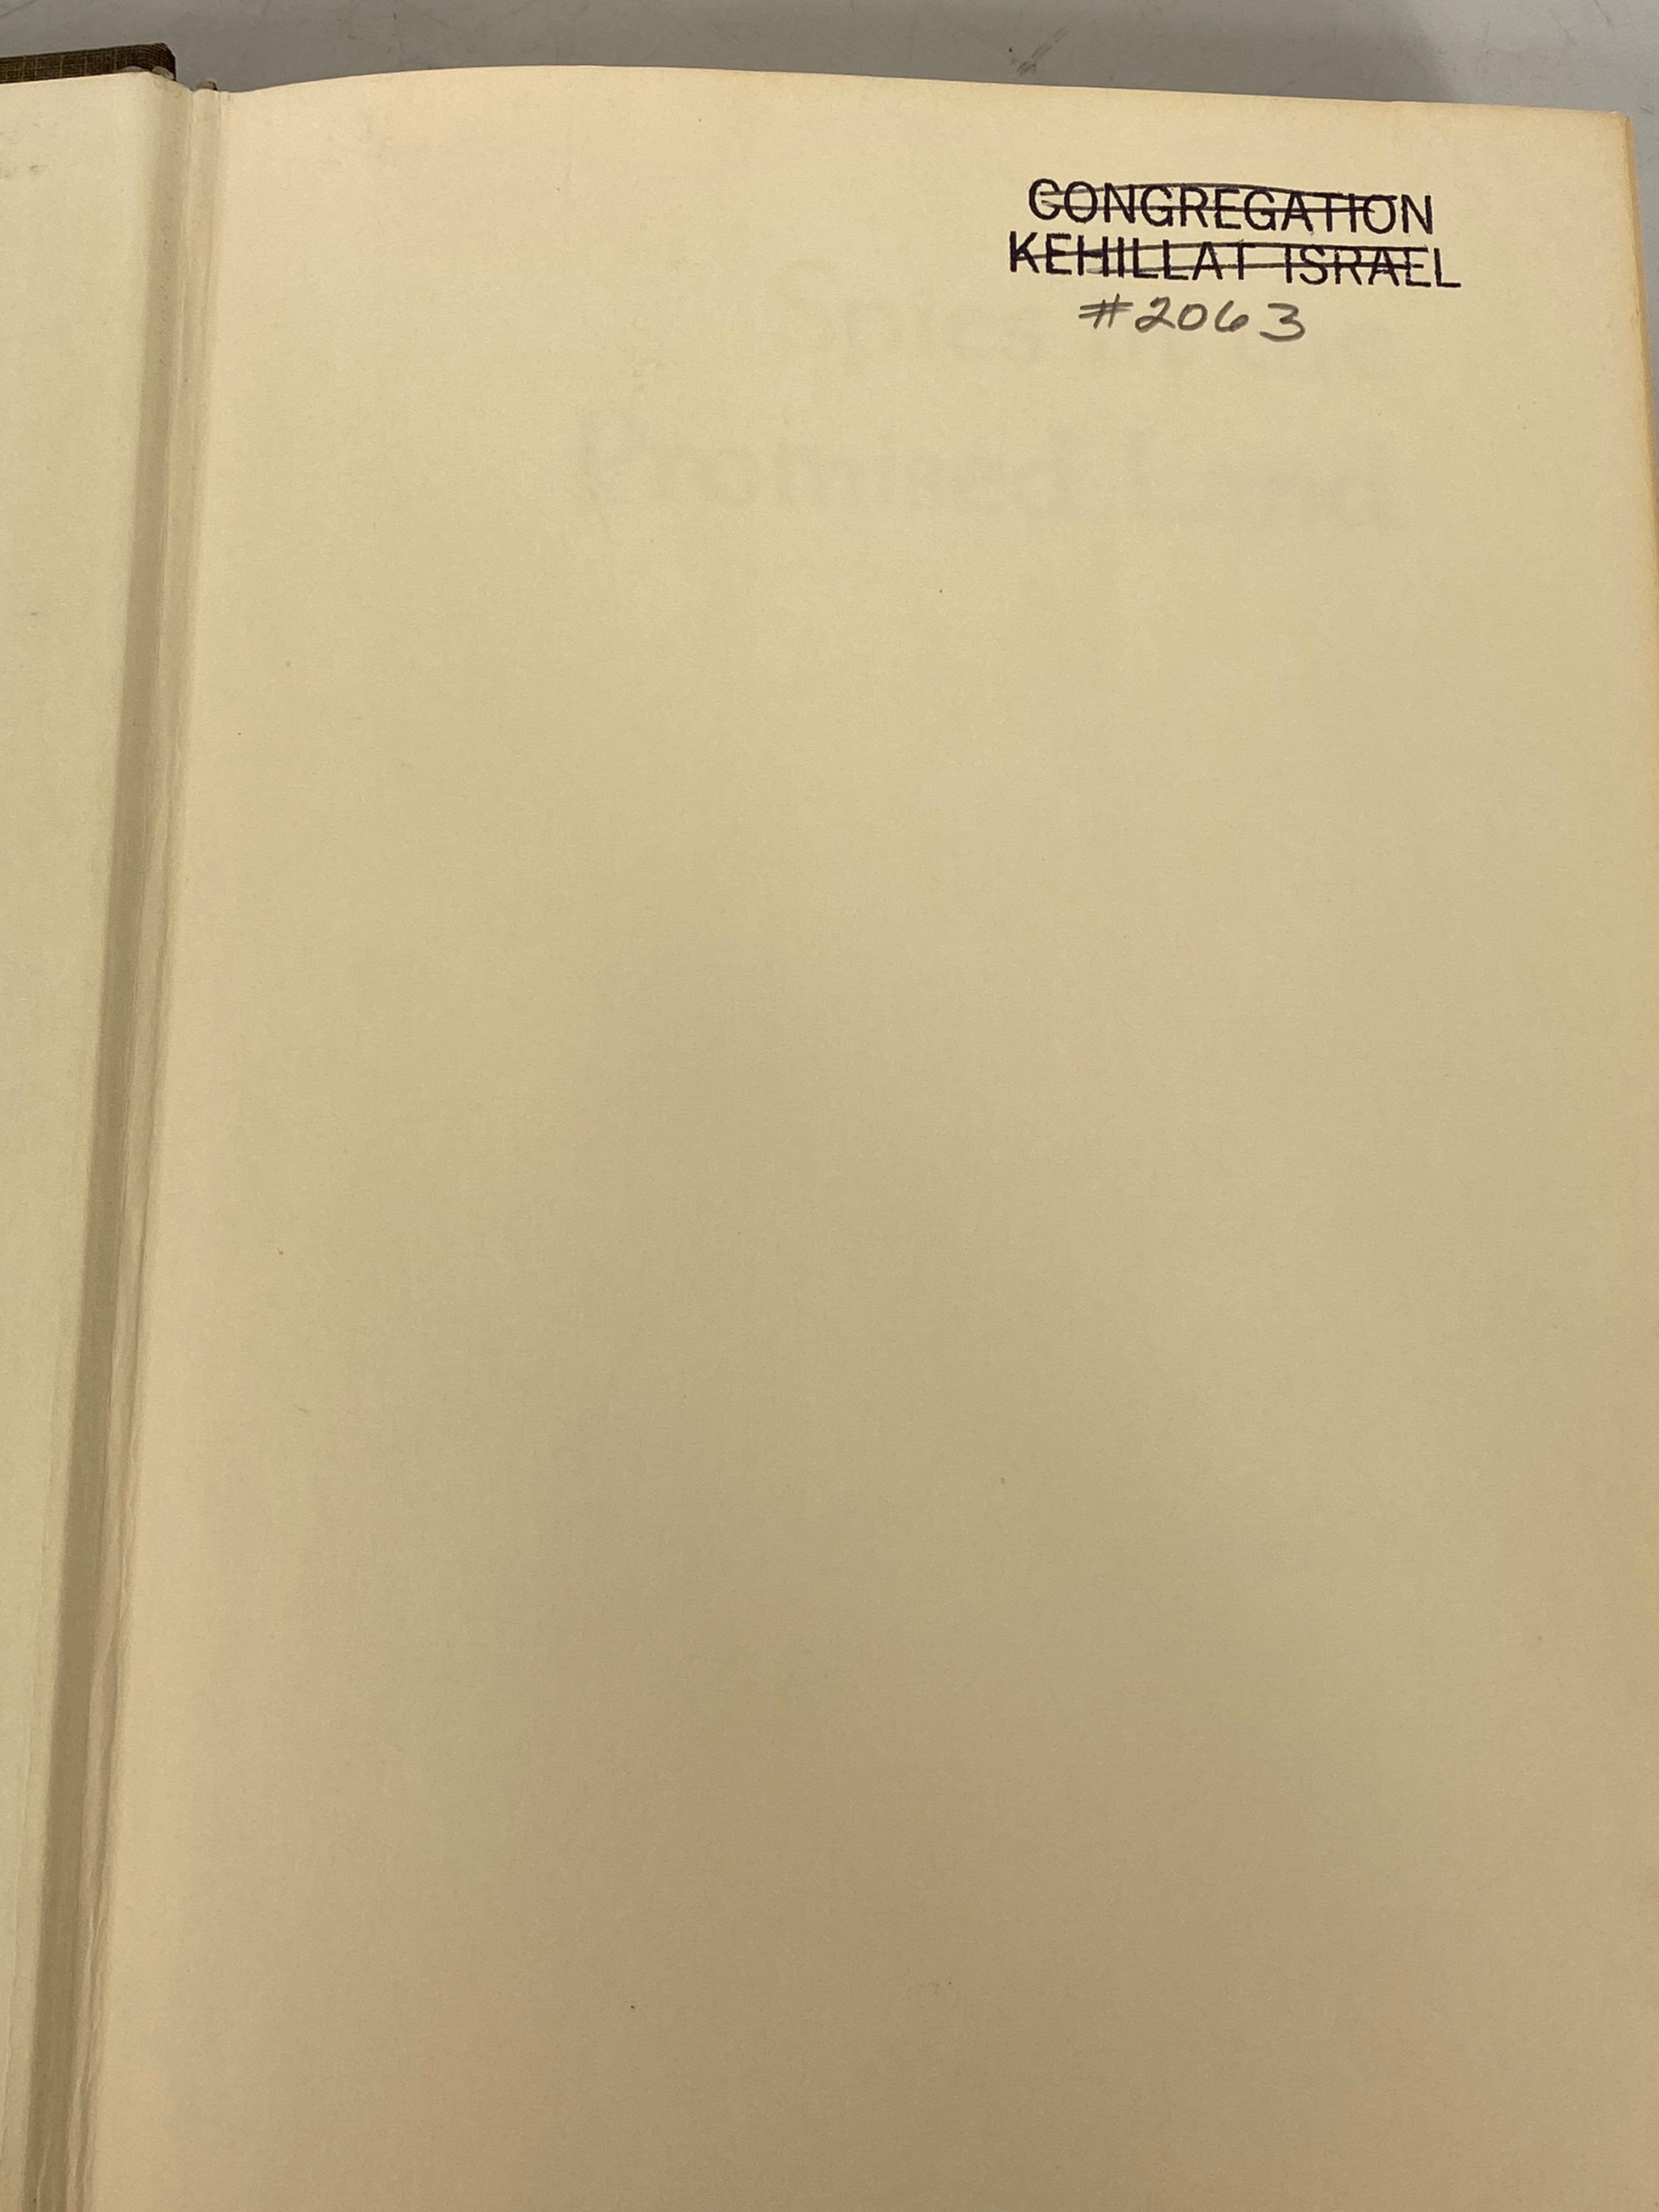 CONGREGATION
KEHILLAT ISRAEL
#2063